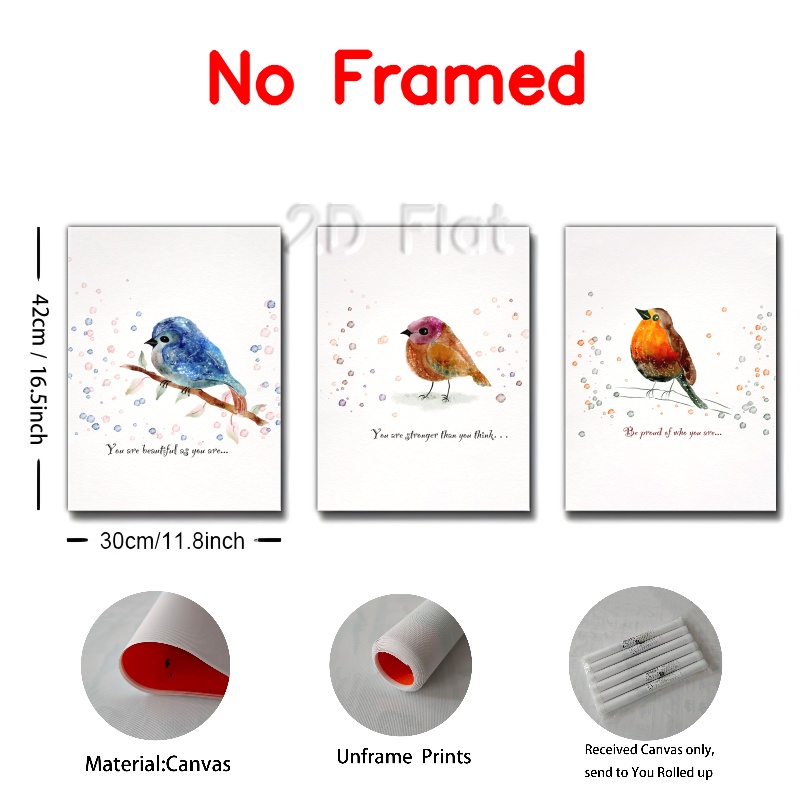 No Framed
2D Flat
42cm / 16.5inch
You are beautiful as you are...
You are stronger than you think. . .
Be proud of who you are...
30cm/11.8inch
Material:Canvas
Unframe Prints
Received Canvas only,
send to You Rolled up